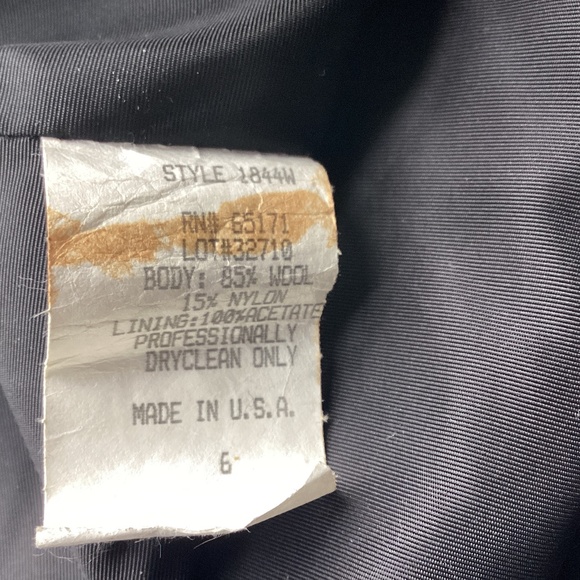 STYLE 1844W
RN# 65171
LOT#32710
BODY: 85% WOOL
15% NYLON
LINING:100%ACETATE
PROFESSIONALLY
DRYCLEAN ONLY
MADE IN U.S.A.
6